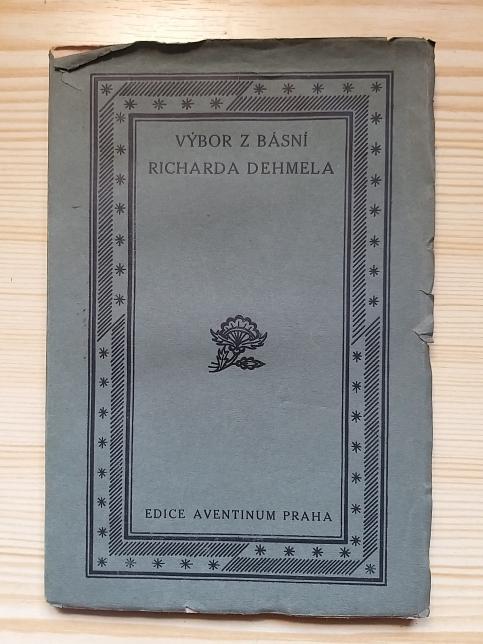 VÝBOR Z BÁSNÍ
RICHARDA DEHMELA
EDICE AVENTINUM PRAHA